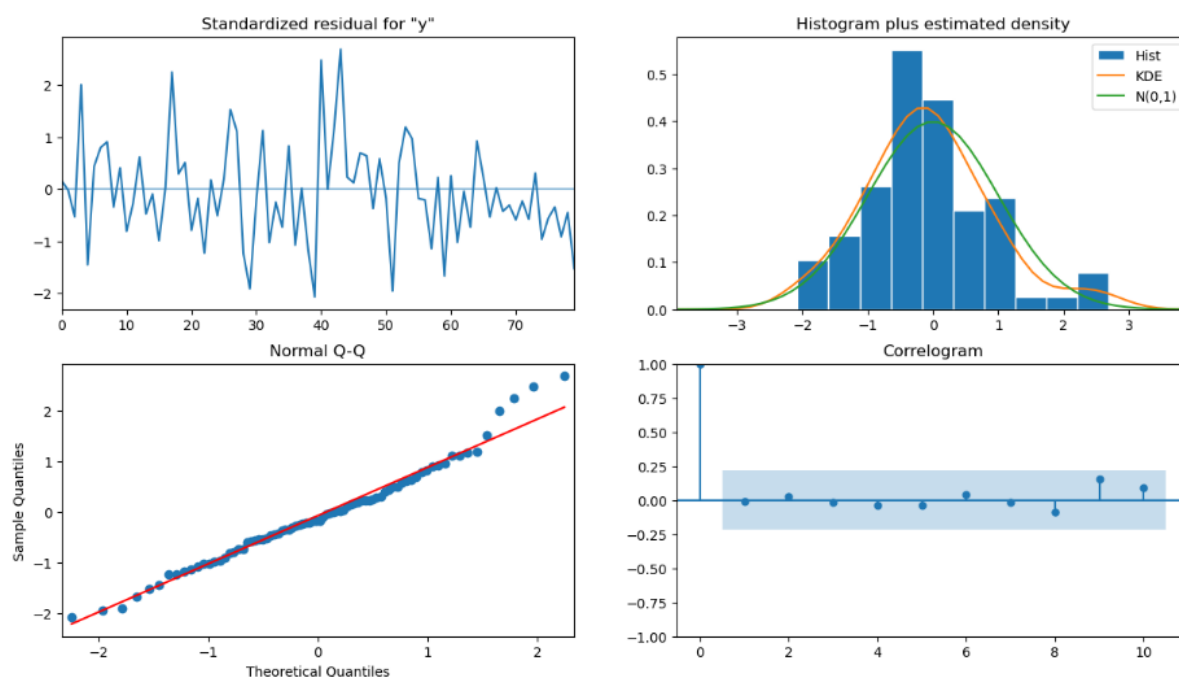 Standardized residual for "y"
2
1
0
−1
−2
0 10 20 30 40 50 60 70
Histogram plus estimated density
Hist
KDE
N(0,1)
0.5
0.4
0.3
0.2
0.1
0.0
−3 −2 −1 0 1 2 3
Normal Q-Q
Sample Quantiles
2
1
0
−1
−2
−2 −1 0 1 2
Theoretical Quantiles
Correlogram
1.00
0.75
0.50
0.25
0.00
−0.25
−0.50
−0.75
−1.00
0 2 4 6 8 10